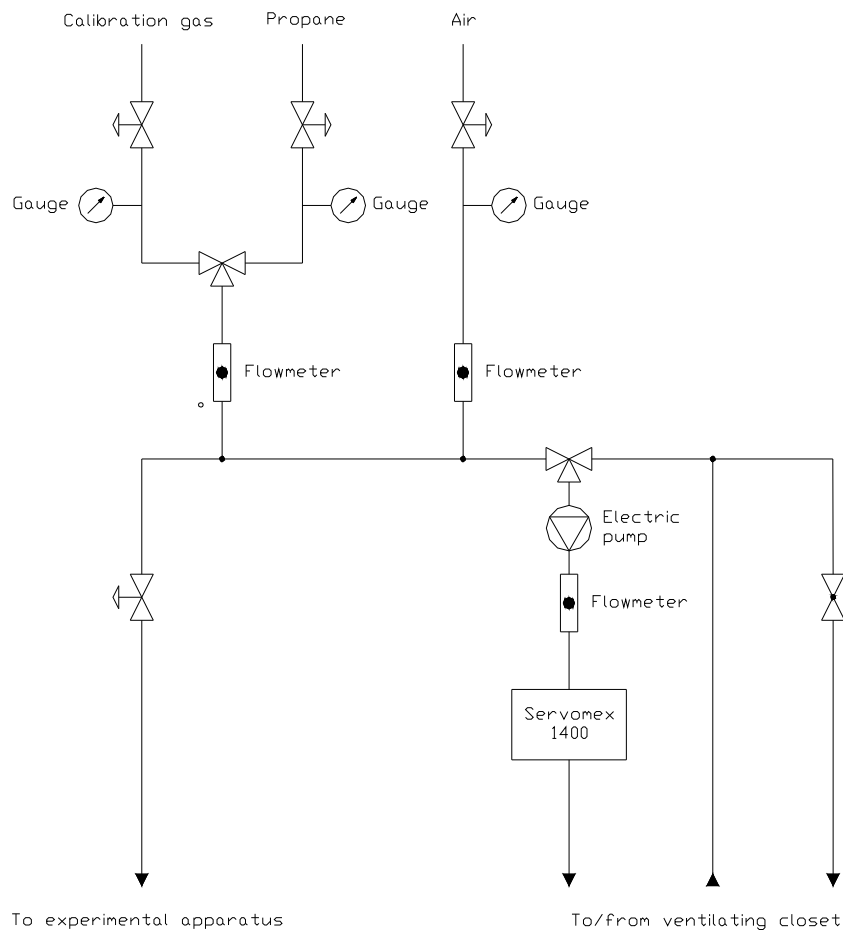 Calibration gas
Propane
Air
Gauge
Gauge
Gauge
Flowmeter
Flowmeter
Electric
pump
Flowmeter
Servomex
1400
To experimental apparatus
To/from ventilating closet